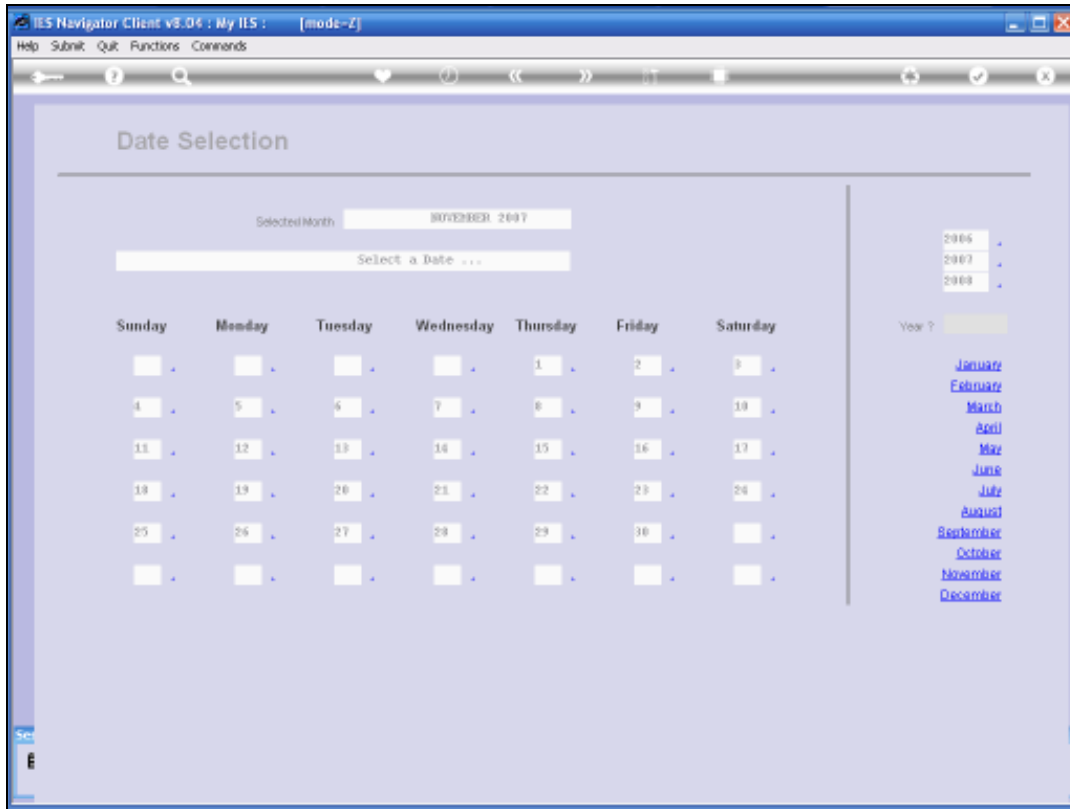 IES Navigator Client v8.04 : My IES : [mode=Z]
Help Submit Quit Functions Commands
Date Selection
Selected Month NOVEMBER 2007
Select a Date ...
2006
2007
2008
Sunday Monday Tuesday Wednesday Thursday Friday Saturday
Year ?
1 2 3
4 5 6 7 8 9 10
11 12 13 14 15 16 17
18 19 20 21 22 23 24
25 26 27 28 29 30
January
February
March
April
May
June
July
August
September
October
November
December